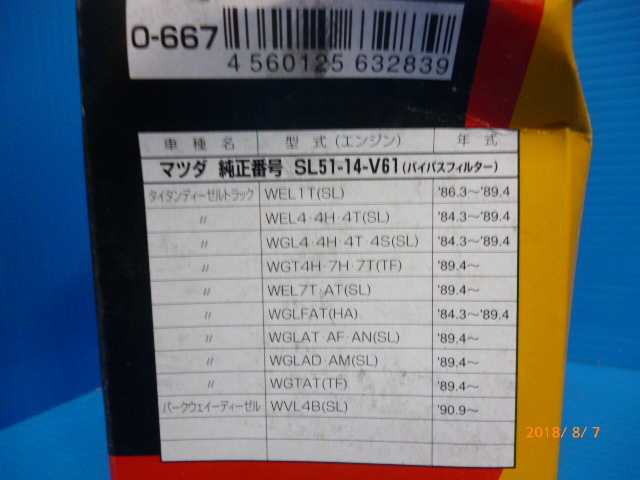 O-667
4 560125 632839
車種名 型式(エンジン) 年式
マツダ 純正番号 SL51-14-V61(バイパスフィルター)
タイタンディーゼルトラック WEL1T(SL) '86.3〜'89.4
〃 WEL4·4H·4T(SL) '84.3〜'89.4
〃 WGL4·4H·4T·4S(SL) '84.3〜'89.4
〃 WGT4H·7H·7T(TF) '89.4〜
〃 WEL7T·AT(SL) '89.4〜
〃 WGLFAT(HA) '84.3〜'89.4
〃 WGLAT·AF·AN(SL) '89.4〜
〃 WGLAD·AM(SL) '89.4〜
〃 WGTAT(TF) '89.4〜
パークウェイディーゼル WVL4B(SL) '90.9〜
2018/ 8/ 7